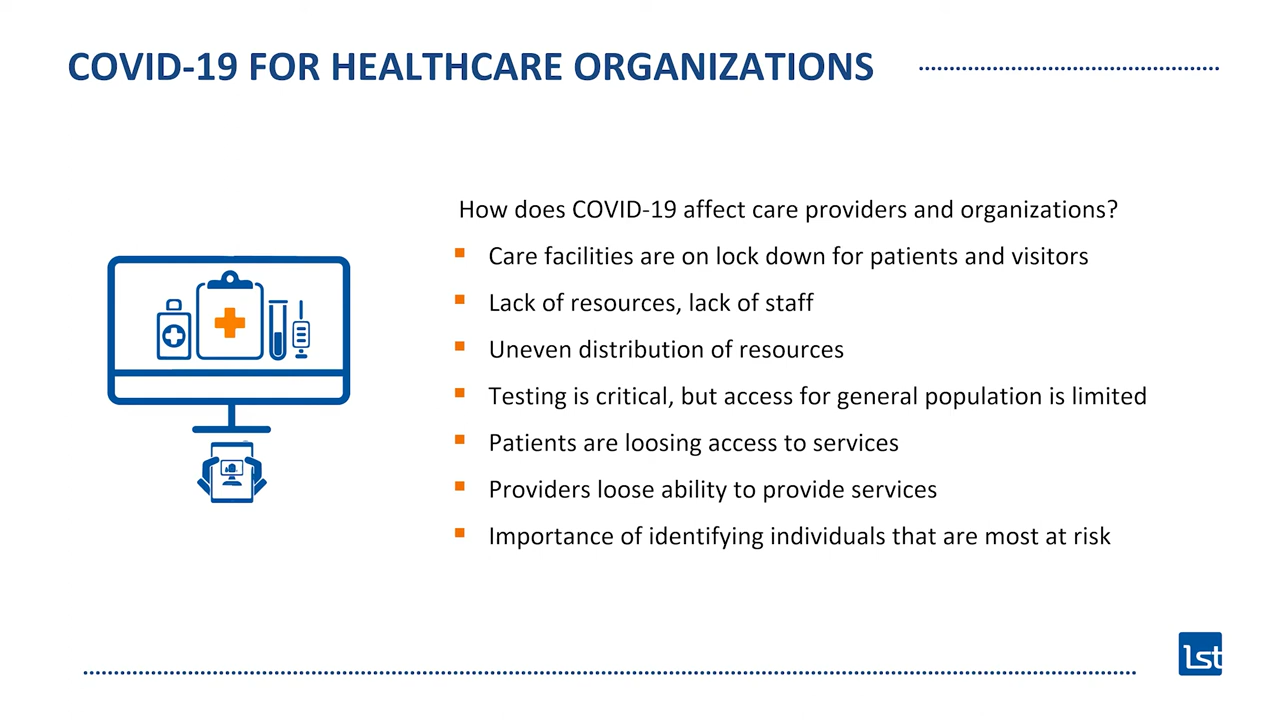 COVID-19 FOR HEALTHCARE ORGANIZATIONS
How does COVID-19 affect care providers and organizations?
Care facilities are on lock down for patients and visitors
Lack of resources, lack of staff
Uneven distribution of resources
Testing is critical, but access for general population is limited
Patients are loosing access to services
Providers loose ability to provide services
Importance of identifying individuals that are most at risk
1st